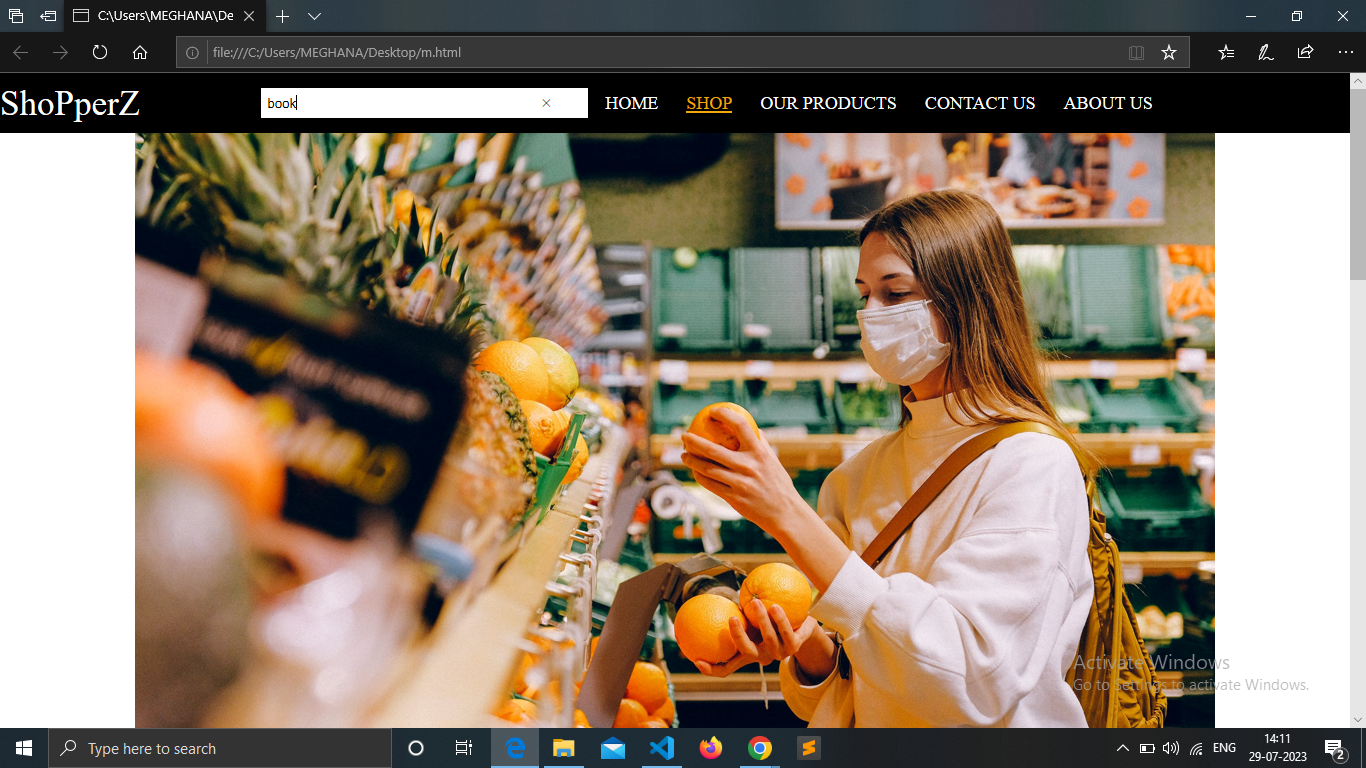 C:\Users\MEGHANA\De
file:///C:/Users/MEGHANA/Desktop/m.html
ShoPperZ
book
HOME
SHOP
OUR PRODUCTS
CONTACT US
ABOUT US
Activate Windows
Go to Settings to activate Windows.
Type here to search
ENG
14:11
29-07-2023
2